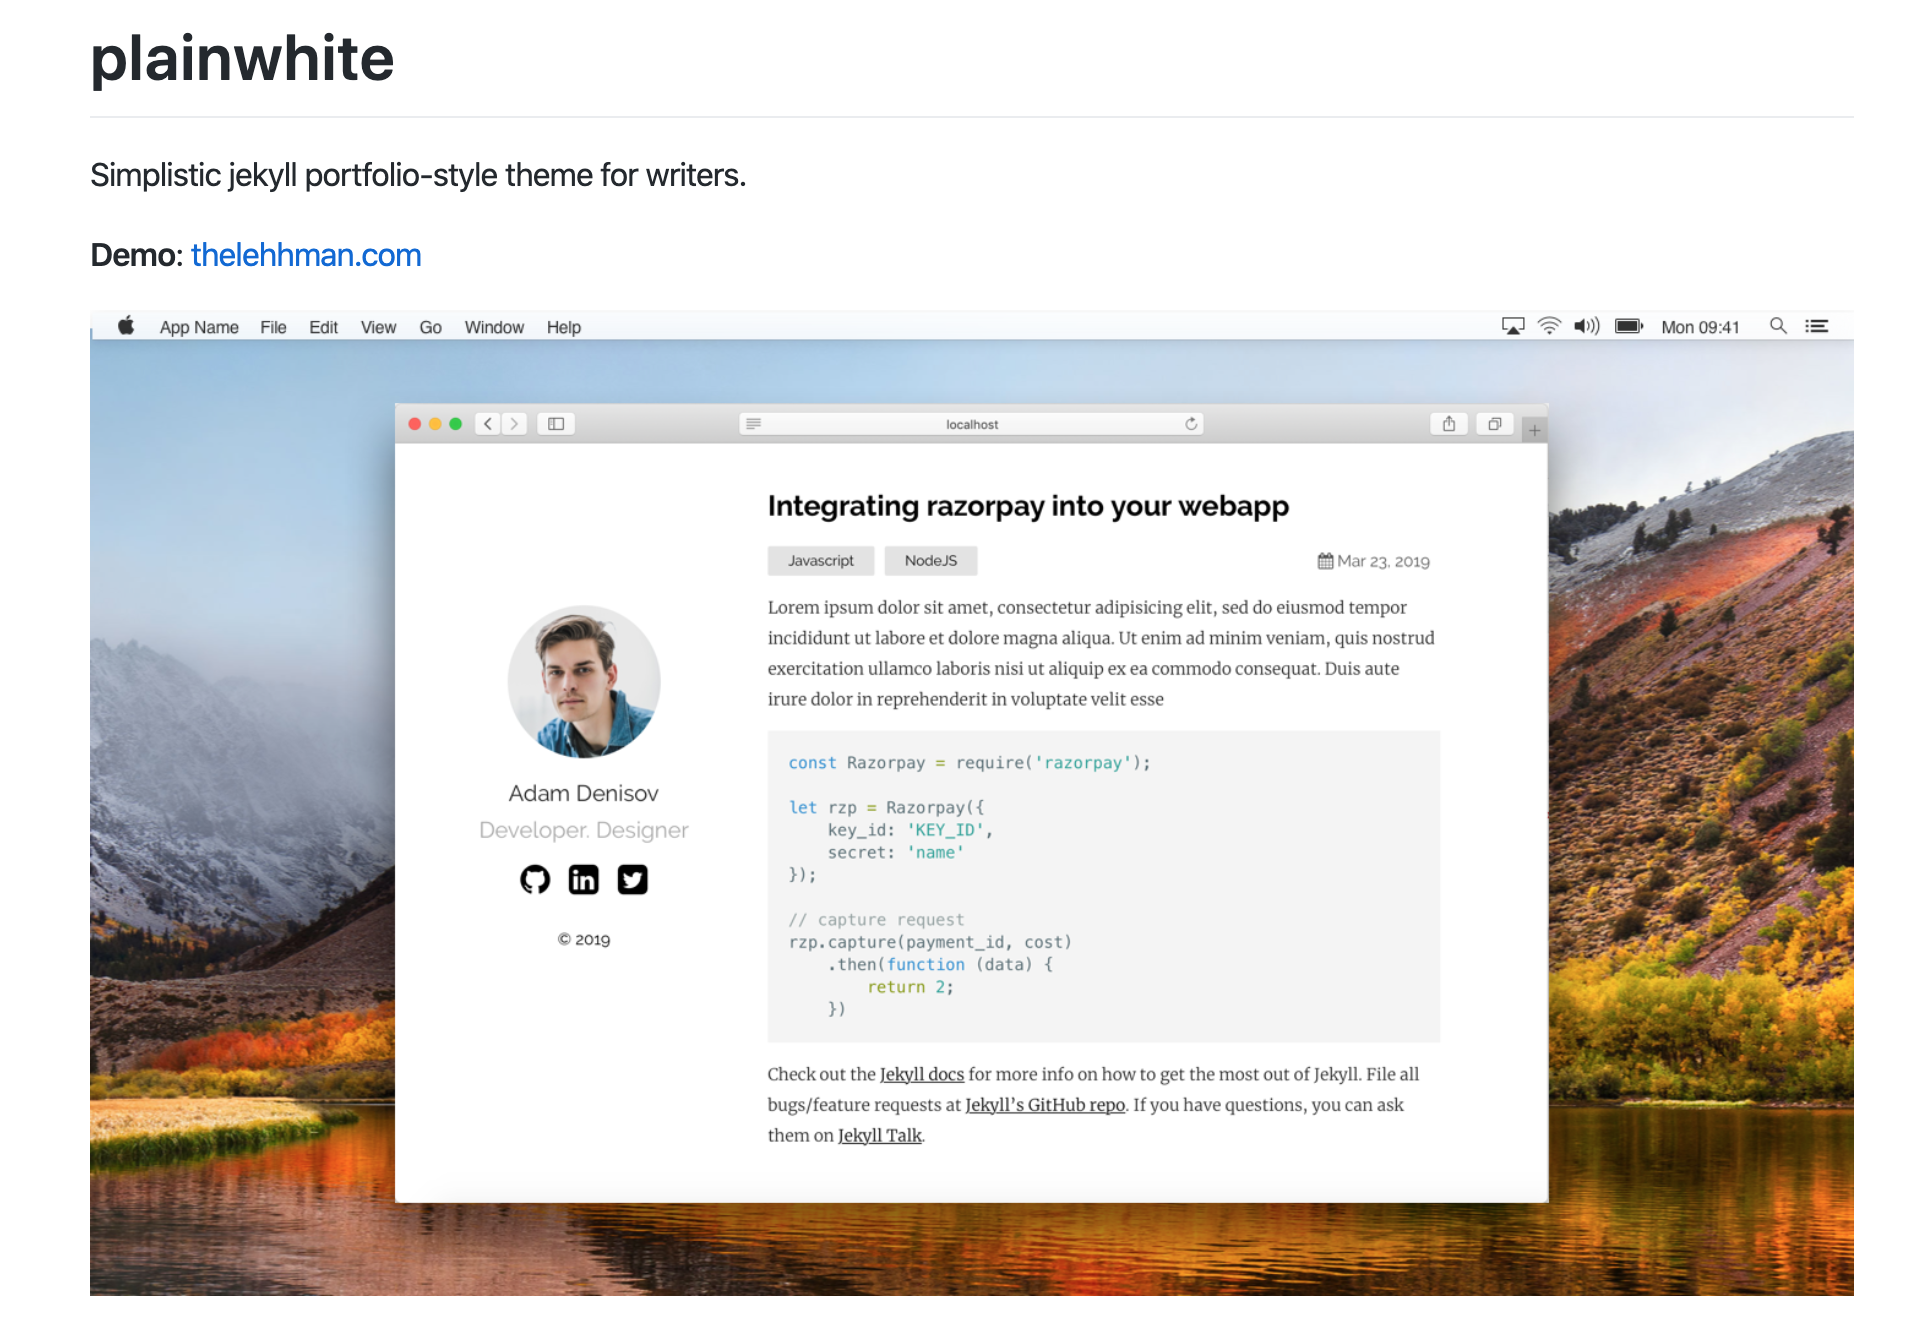 plainwhite
Simplistic jekyll portfolio-style theme for writers.
Demo: thelehhman.com
App Name File Edit View Go Window Help Mon 09:41
localhost
Integrating razorpay into your webapp
Javascript NodeJS Mar 23, 2019
Lorem ipsum dolor sit amet, consectetur adipisicing elit, sed do eiusmod tempor
incididunt ut labore et dolore magna aliqua. Ut enim ad minim veniam, quis nostrud
exercitation ullamco laboris nisi ut aliquip ex ea commodo consequat. Duis aute
irure dolor in reprehenderit in voluptate velit esse
const Razorpay = require('razorpay');
let rzp = Razorpay({
    key_id: 'KEY_ID',
    secret: 'name'
});
// capture request
rzp.capture(payment_id, cost)
    .then(function (data) {
        return 2;
    })
Check out the Jekyll docs for more info on how to get the most out of Jekyll. File all
bugs/feature requests at Jekyll’s GitHub repo. If you have questions, you can ask
them on Jekyll Talk.
Adam Denisov
Developer. Designer
in
© 2019